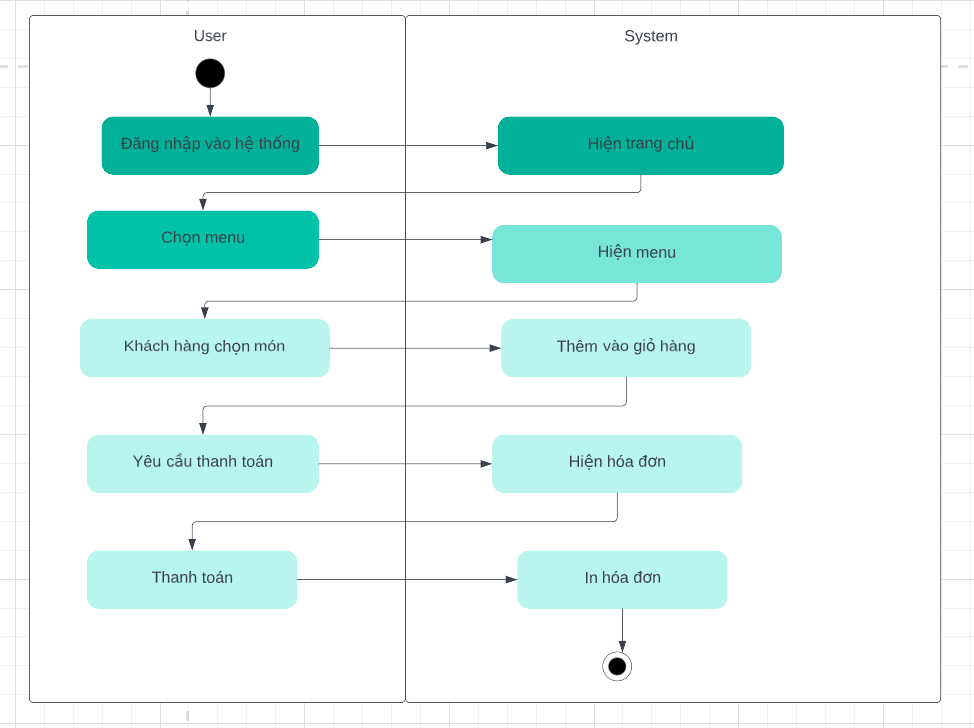 User
System
Đăng nhập vào hệ thống
Hiện trang chủ
Chọn menu
Hiện menu
Khách hàng chọn món
Thêm vào giỏ hàng
Yêu cầu thanh toán
Hiện hóa đơn
Thanh toán
In hóa đơn